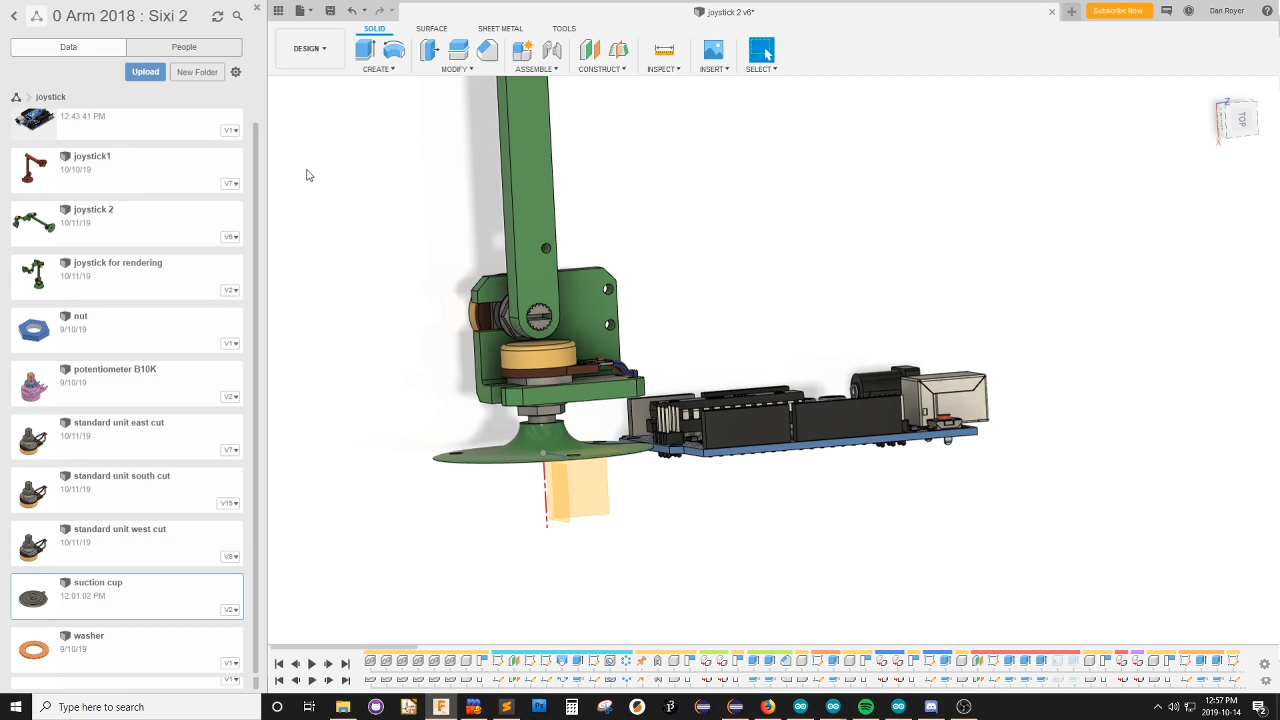 0 Arm 2018 : Sixi 2
joystick 2 v6*
Subscribe Now
Dan Royer
Data
People
SOLID
SURFACE
SHEET METAL
TOOLS
DESIGN
Upload
New Folder
CREATE
MODIFY
ASSEMBLE
CONSTRUCT
INSPECT
INSERT
SELECT
joystick
12:43:41 PM
V1
joystick1
10/10/19
V7
joystick 2
10/11/19
V6
joystick for rendering
10/11/19
V2
nut
9/10/19
V1
potentiometer B10K
9/10/19
V2
standard unit east cut
10/11/19
V7
standard unit south cut
10/11/19
V15
standard unit west cut
10/11/19
V8
suction cup
12:01:02 PM
V2
washer
9/10/19
V1
V1
TOP
Z
X
Type here to search
12:57 PM
2019-10-14